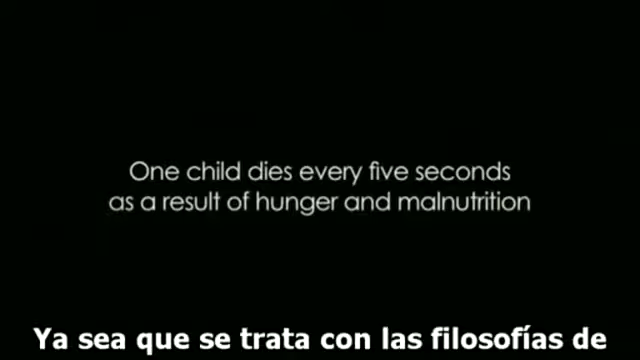 One child dies every five seconds
as a result of hunger and malnutrition
Ya sea que se trata con las filosofías de